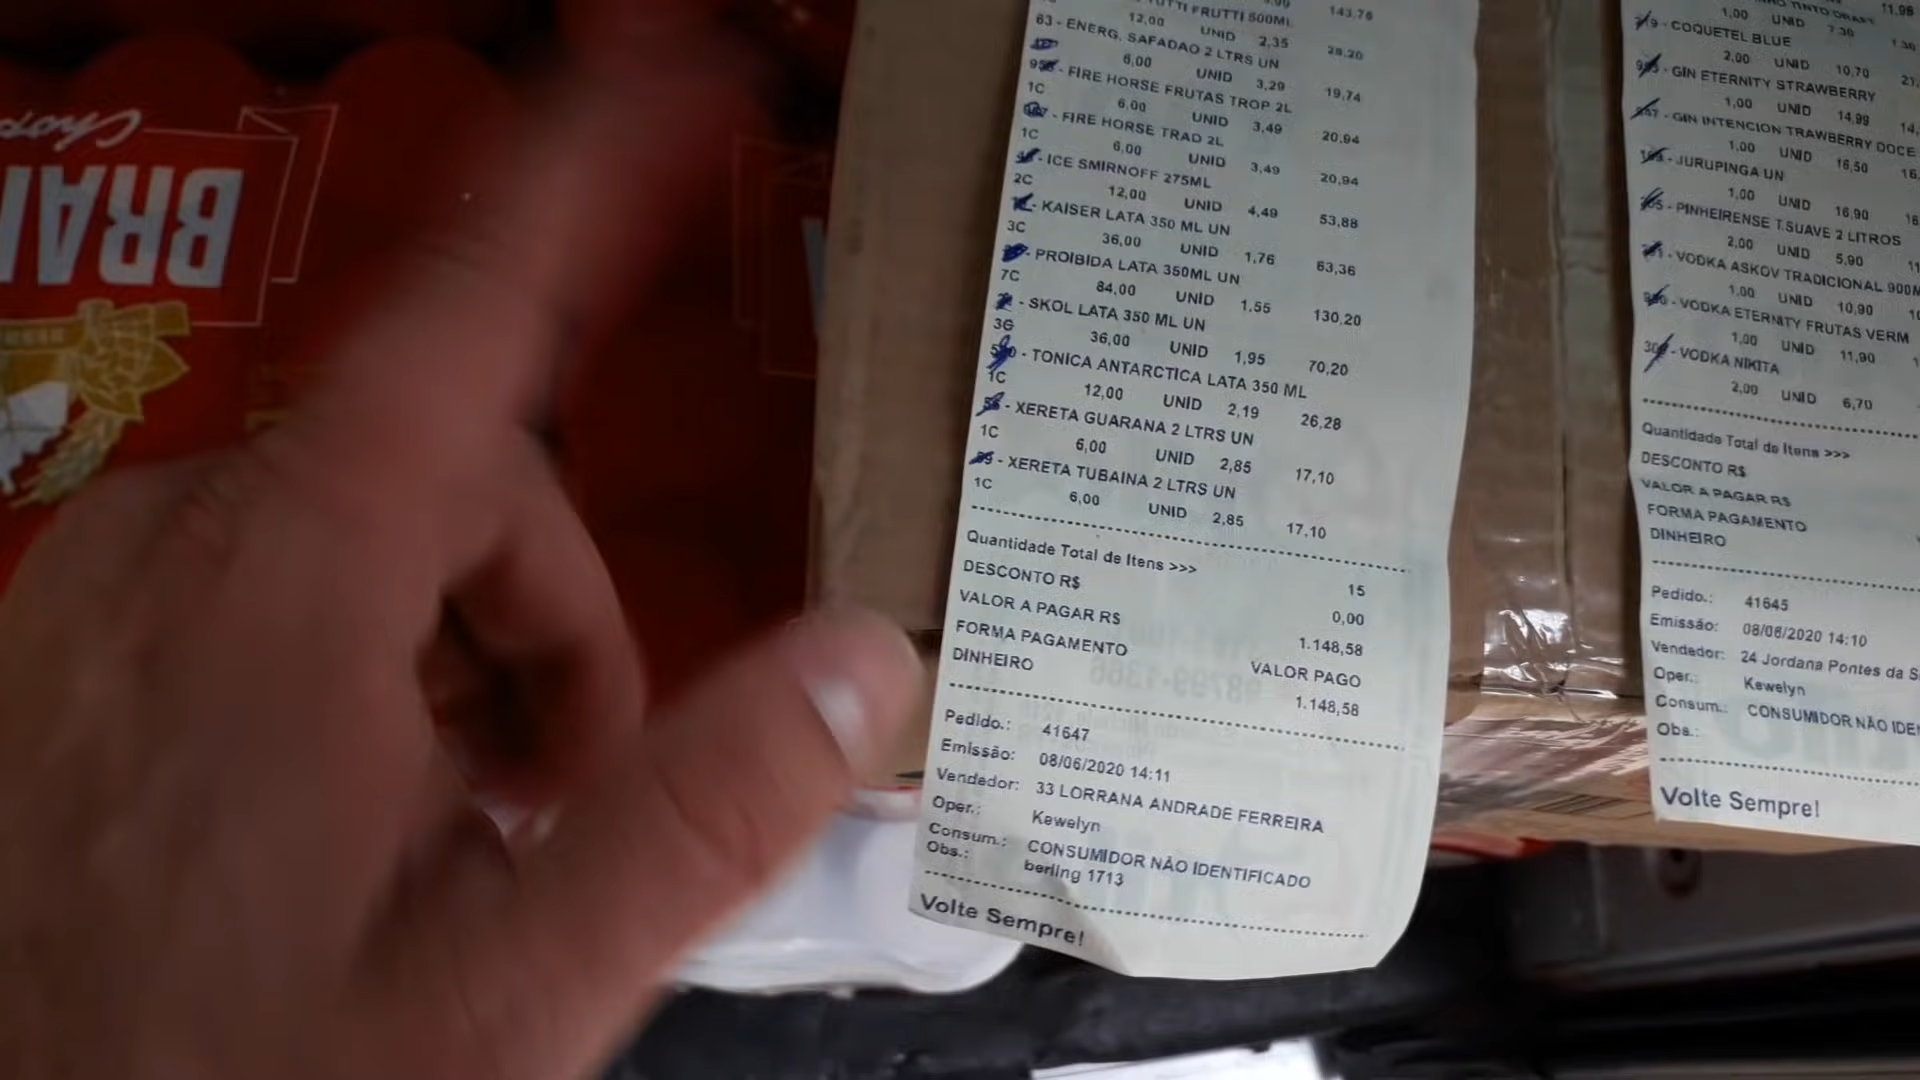 Chop
BRA
143,76
TUTTI FRUTTI 500ML
12,00 UNID 2,35 28,20
63 - ENERG. SAFADAO 2 LTRS UN
6,00 UNID 3,29 19,74
- FIRE HORSE FRUTAS TROP 2L
1C 6,00 UNID 3,49 20,94
- FIRE HORSE TRAD 2L
1C 6,00 UNID 3,49 20,94
- ICE SMIRNOFF 275ML
2C 12,00 UNID 4,49 53,88
- KAISER LATA 350 ML UN
3C 36,00 UNID 1,76 63,36
- PROIBIDA LATA 350ML UN
7C 84,00 UNID 1,55 130,20
- SKOL LATA 350 ML UN
36,00 UNID 1,95 70,20
- TONICA ANTARCTICA LATA 350 ML
1C 12,00 UNID 2,19 26,28
- XERETA GUARANA 2 LTRS UN
1C 6,00 UNID 2,85 17,10
- XERETA TUBAINA 2 LTRS UN
1C 6,00 UNID 2,85 17,10
Quantidade Total de Itens >>> 15
DESCONTO R$ 0,00
VALOR A PAGAR R$ 1.148,58
FORMA PAGAMENTO VALOR PAGO
DINHEIRO 1.148,58
Pedido.: 41647
Emissão: 08/06/2020 14:11
Vendedor: 33 LORRANA ANDRADE FERREIRA
Oper.: Kewelyn
Consum.: CONSUMIDOR NÃO IDENTIFICADO
Obs.: berling 1713
Volte Sempre!
11,98
1,00 UNID 7,30
- COQUETEL BLUE
2,00 UNID 10,70 21,
- GIN ETERNITY STRAWBERRY
1,00 UNID 14,99 14,
- GIN INTENCION TRAWBERRY DOCE
1,00 UNID 16,50 16,
- JURUPINGA UN
1,00 UNID 16,90 16
- PINHEIRENSE T.SUAVE 2 LITROS
2,00 UNID 5,90 11
- VODKA ASKOV TRADICIONAL 900M
1,00 UNID 10,90 10
- VODKA ETERNITY FRUTAS VERM
1,00 UNID 11,90
- VODKA NIKITA
2,00 UNID 6,70
Quantidade Total de Itens >>>
DESCONTO R$
VALOR A PAGAR R$
FORMA PAGAMENTO
DINHEIRO
Pedido.: 41645
Emissão: 08/06/2020 14:10
Vendedor: 24 Jordana Pontes da S
Oper.: Kewelyn
Consum.: CONSUMIDOR NÃO IDE
Obs.:
Volte Sempre!